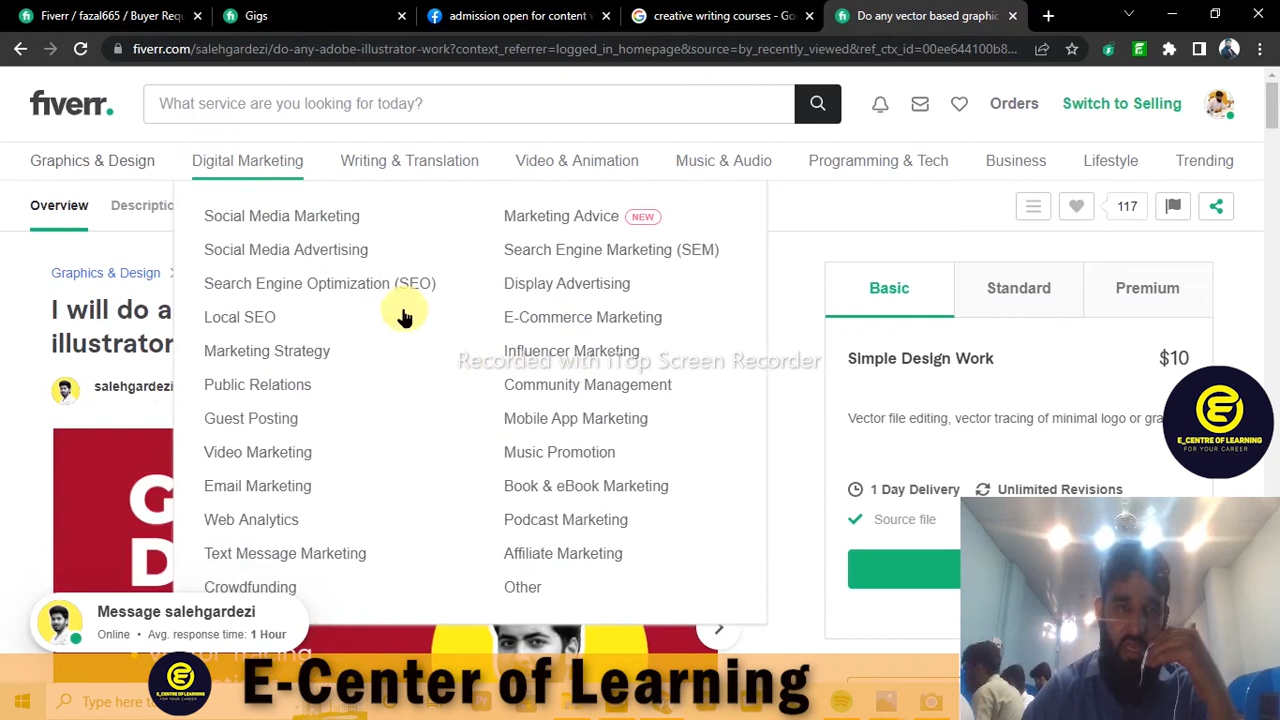 Fiverr / fazal665 / Buyer Requ
Gigs
admission open for content
creative writing courses - Goo
Do any vector based graphic
fiverr.com/salehgardezi/do-any-adobe-illustrator-work?context_referrer=logged_in_homepage&source=by_recently_viewed&ref_ctx_id=00ee644100b8...
fiverr.
What service are you looking for today?
Orders
Switch to Selling
Graphics & Design
Digital Marketing
Writing & Translation
Video & Animation
Music & Audio
Programming & Tech
Business
Lifestyle
Trending
Overview
Descriptio
117
Social Media Marketing
Marketing Advice NEW
Social Media Advertising
Search Engine Marketing (SEM)
Search Engine Optimization (SEO)
Display Advertising
Local SEO
E-Commerce Marketing
Marketing Strategy
Influencer Marketing
Public Relations
Community Management
Guest Posting
Mobile App Marketing
Video Marketing
Music Promotion
Email Marketing
Book & eBook Marketing
Web Analytics
Podcast Marketing
Text Message Marketing
Affiliate Marketing
Crowdfunding
Other
Recorded with iTop Screen Recorder
Graphics & Design
I will do a
illustrator
salehgardezi
G
D
Basic
Standard
Premium
Simple Design Work
$10
Vector file editing, vector tracing of minimal logo or gra
1 Day Delivery
Unlimited Revisions
Source file
E_CENTRE OF LEARNING
FOR YOUR CAREER
Message salehgardezi
Online • Avg. response time: 1 Hour
E-Center of Learning
Type here to